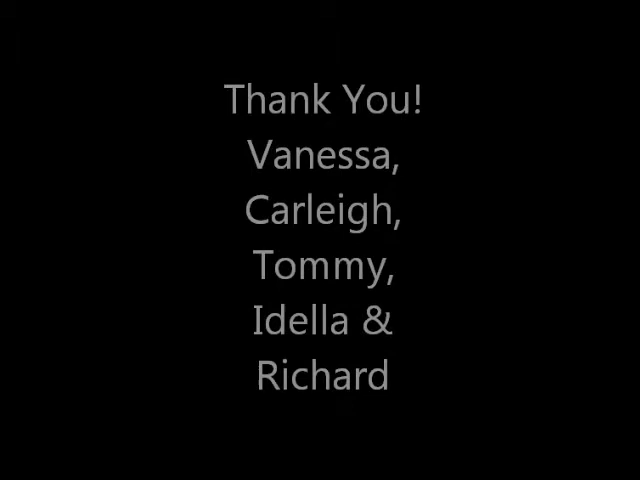 Thank You!
Vanessa,
Carleigh,
Tommy,
Idella &
Richard